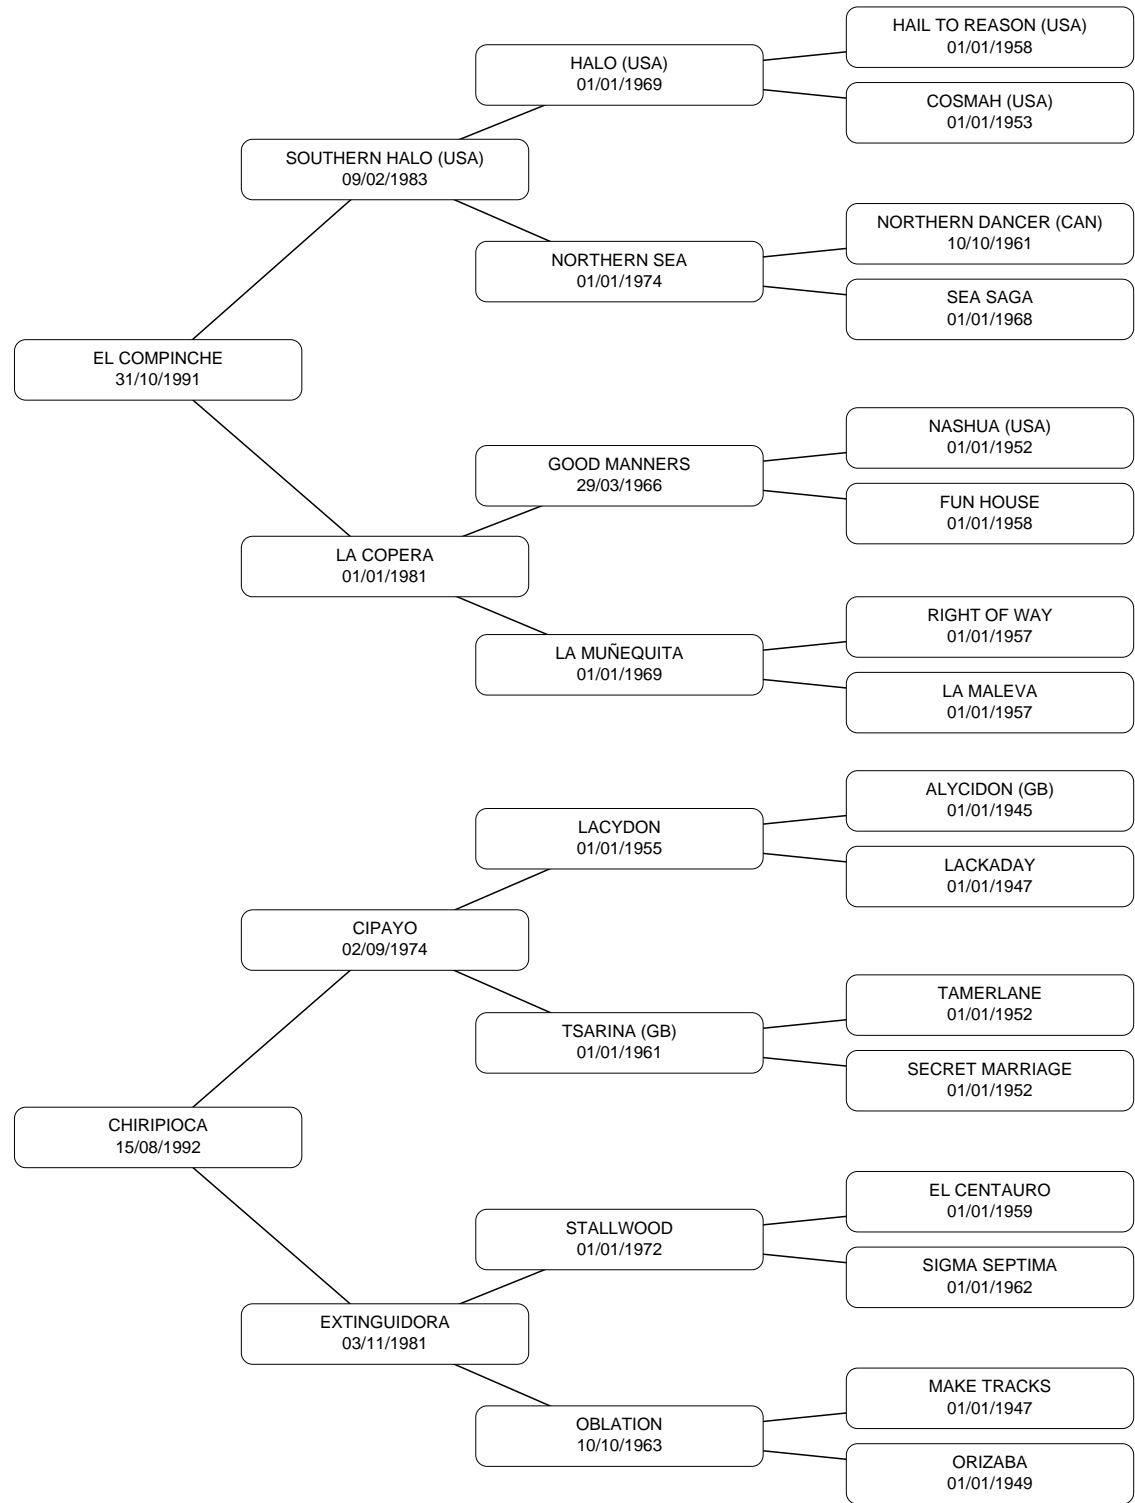 HAIL TO REASON (USA)
01/01/1958
HALO (USA)
01/01/1969
COSMAH (USA)
01/01/1953
SOUTHERN HALO (USA)
09/02/1983
NORTHERN DANCER (CAN)
10/10/1961
NORTHERN SEA
01/01/1974
SEA SAGA
01/01/1968
EL COMPINCHE
31/10/1991
NASHUA (USA)
01/01/1952
GOOD MANNERS
29/03/1966
FUN HOUSE
01/01/1958
LA COPERA
01/01/1981
RIGHT OF WAY
01/01/1957
LA MUÑEQUITA
01/01/1969
LA MALEVA
01/01/1957
ALYCIDON (GB)
01/01/1945
LACYDON
01/01/1955
LACKADAY
01/01/1947
CIPAYO
02/09/1974
TAMERLANE
01/01/1952
TSARINA (GB)
01/01/1961
SECRET MARRIAGE
01/01/1952
CHIRIPIOCA
15/08/1992
EL CENTAURO
01/01/1959
STALLWOOD
01/01/1972
SIGMA SEPTIMA
01/01/1962
EXTINGUIDORA
03/11/1981
MAKE TRACKS
01/01/1947
OBLATION
10/10/1963
ORIZABA
01/01/1949